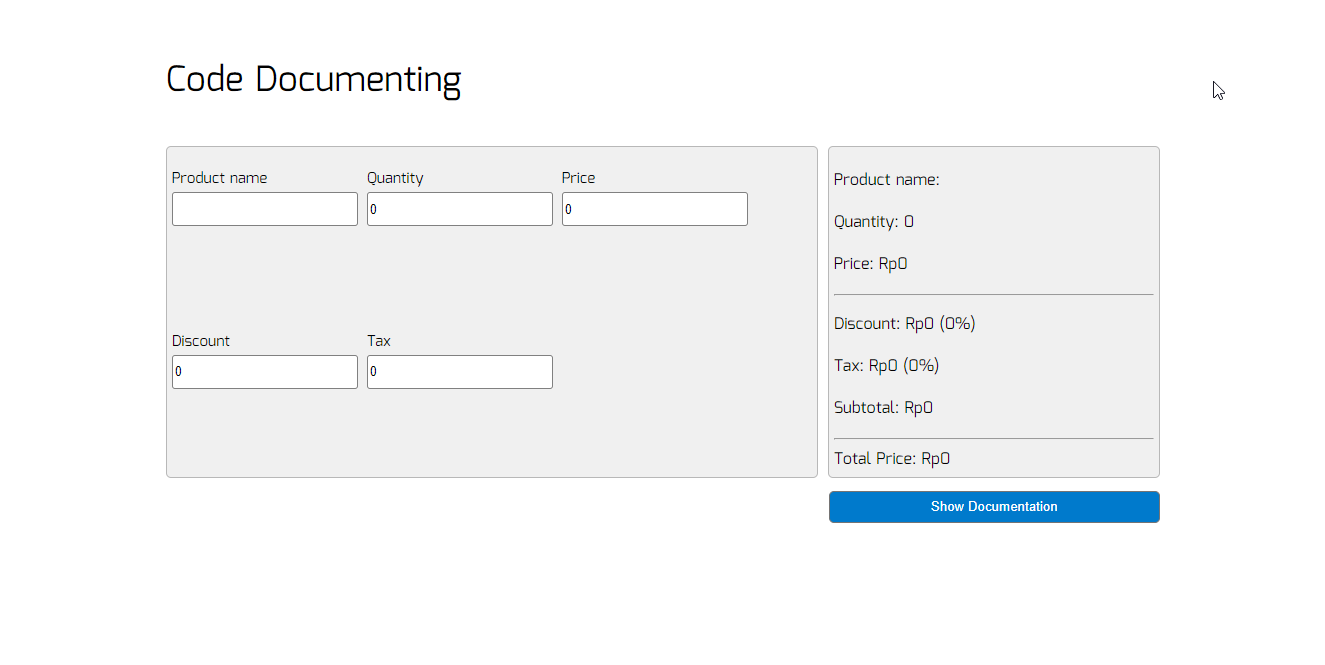 Code Documenting
Product name Quantity Price
0 0
Discount Tax
0 0
Product name:
Quantity: 0
Price: Rp0
Discount: Rp0 (0%)
Tax: Rp0 (0%)
Subtotal: Rp0
Total Price: Rp0
Show Documentation